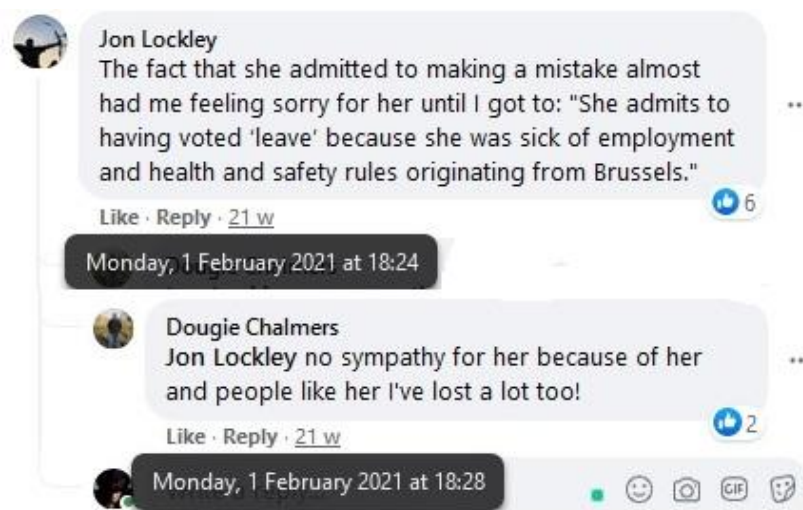 Jon Lockley
The fact that she admitted to making a mistake almost
had me feeling sorry for her until I got to: "She admits to
having voted 'leave' because she was sick of employment
and health and safety rules originating from Brussels."
6
Like · Reply · 21 w
Monday, 1 February 2021 at 18:24
Dougie Chalmers
Jon Lockley no sympathy for her because of her
and people like her I've lost a lot too!
2
Like · Reply · 21 w
Monday, 1 February 2021 at 18:28
GIF